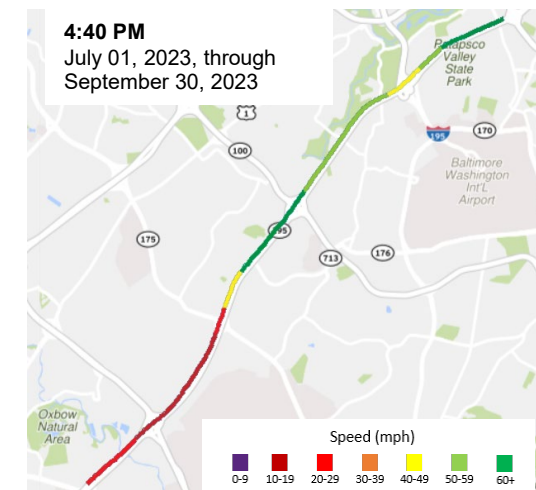 4:40 PM
July 01, 2023, through
September 30, 2023
Patapsco
Valley
State
Park
1
195
170
100
Baltimore
Washington
Int'L
Airport
175
295
713
176
Oxbow
Natural
Area
Speed (mph)
0-9 10-19 20-29 30-39 40-49 50-59 60+